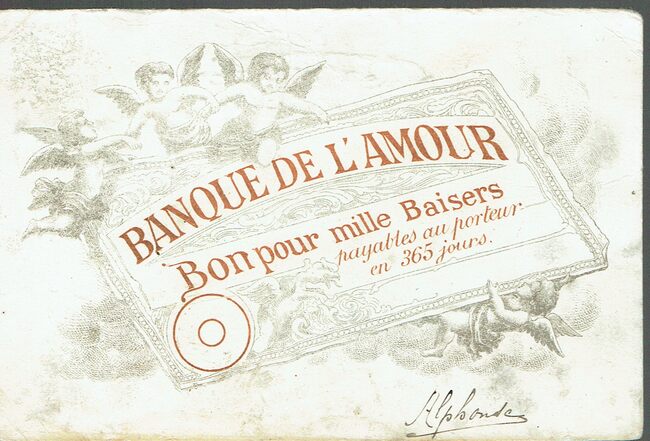 BANQUE DE L'AMOUR
Bon pour mille Baisers
payables au porteur
en 365 jours.
Alphonse